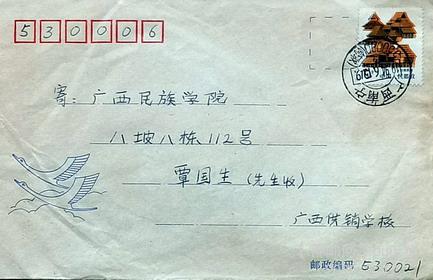 530006
寄：广西民族学院
八坡八栋112号
覃国生（先生收）
广西供销学校
邮政编码 530021